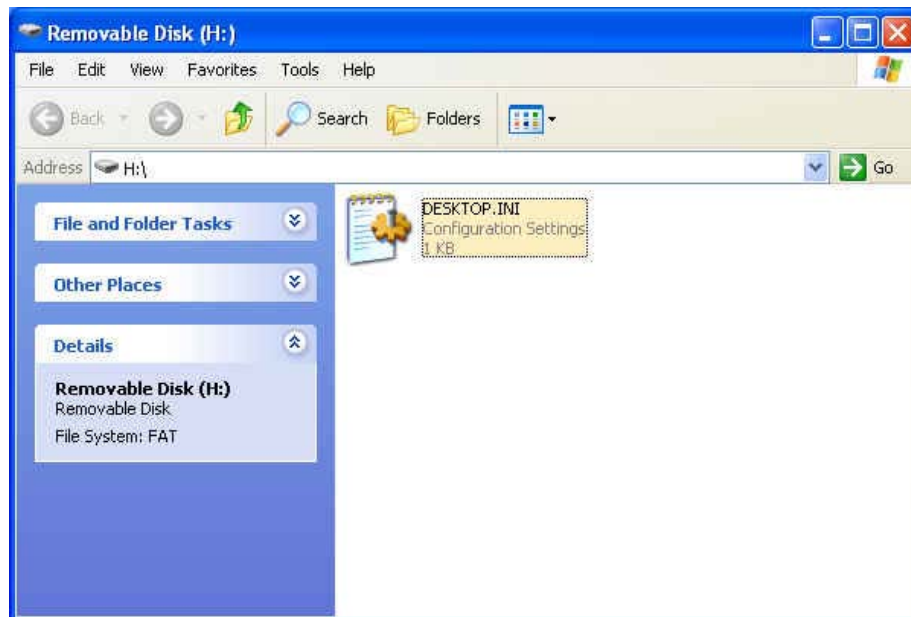 Removable Disk (H:)
File Edit View Favorites Tools Help
Back Search Folders
Address H:\ Go
File and Folder Tasks
Other Places
Details
Removable Disk (H:)
Removable Disk
File System: FAT
DESKTOP.INI
Configuration Settings
1 KB